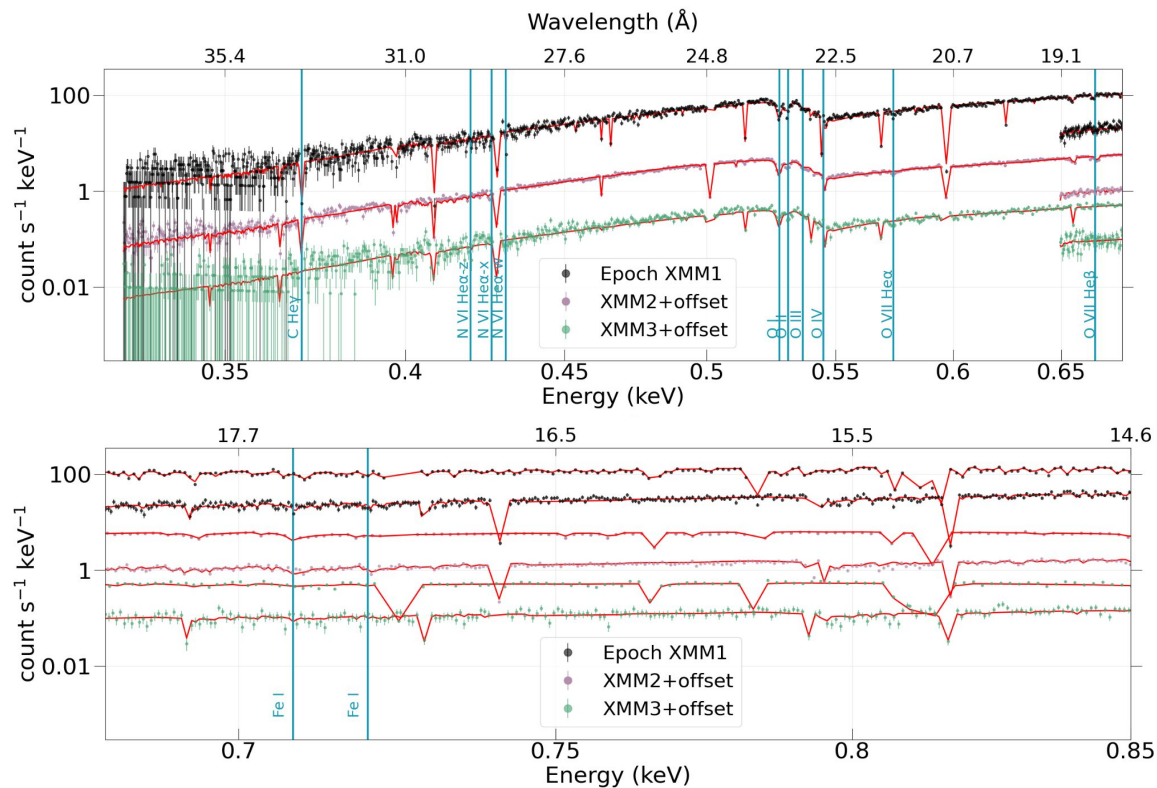 Wavelength (Å)
35.4 31.0 27.6 24.8 22.5 20.7 19.1
100
1
0.01
count s⁻¹ keV⁻¹
C Heγ
N VI Heα-z
N VI Heα-x
N VI Heα-w
O I
O II
O III
O IV
O VII Heα
O VII Heβ
Epoch XMM1
XMM2+offset
XMM3+offset
0.35 0.4 0.45 0.5 0.55 0.6 0.65
Energy (keV)
17.7 16.5 15.5 14.6
100
1
0.01
count s⁻¹ keV⁻¹
Fe I
Fe I
Epoch XMM1
XMM2+offset
XMM3+offset
0.7 0.75 0.8 0.85
Energy (keV)